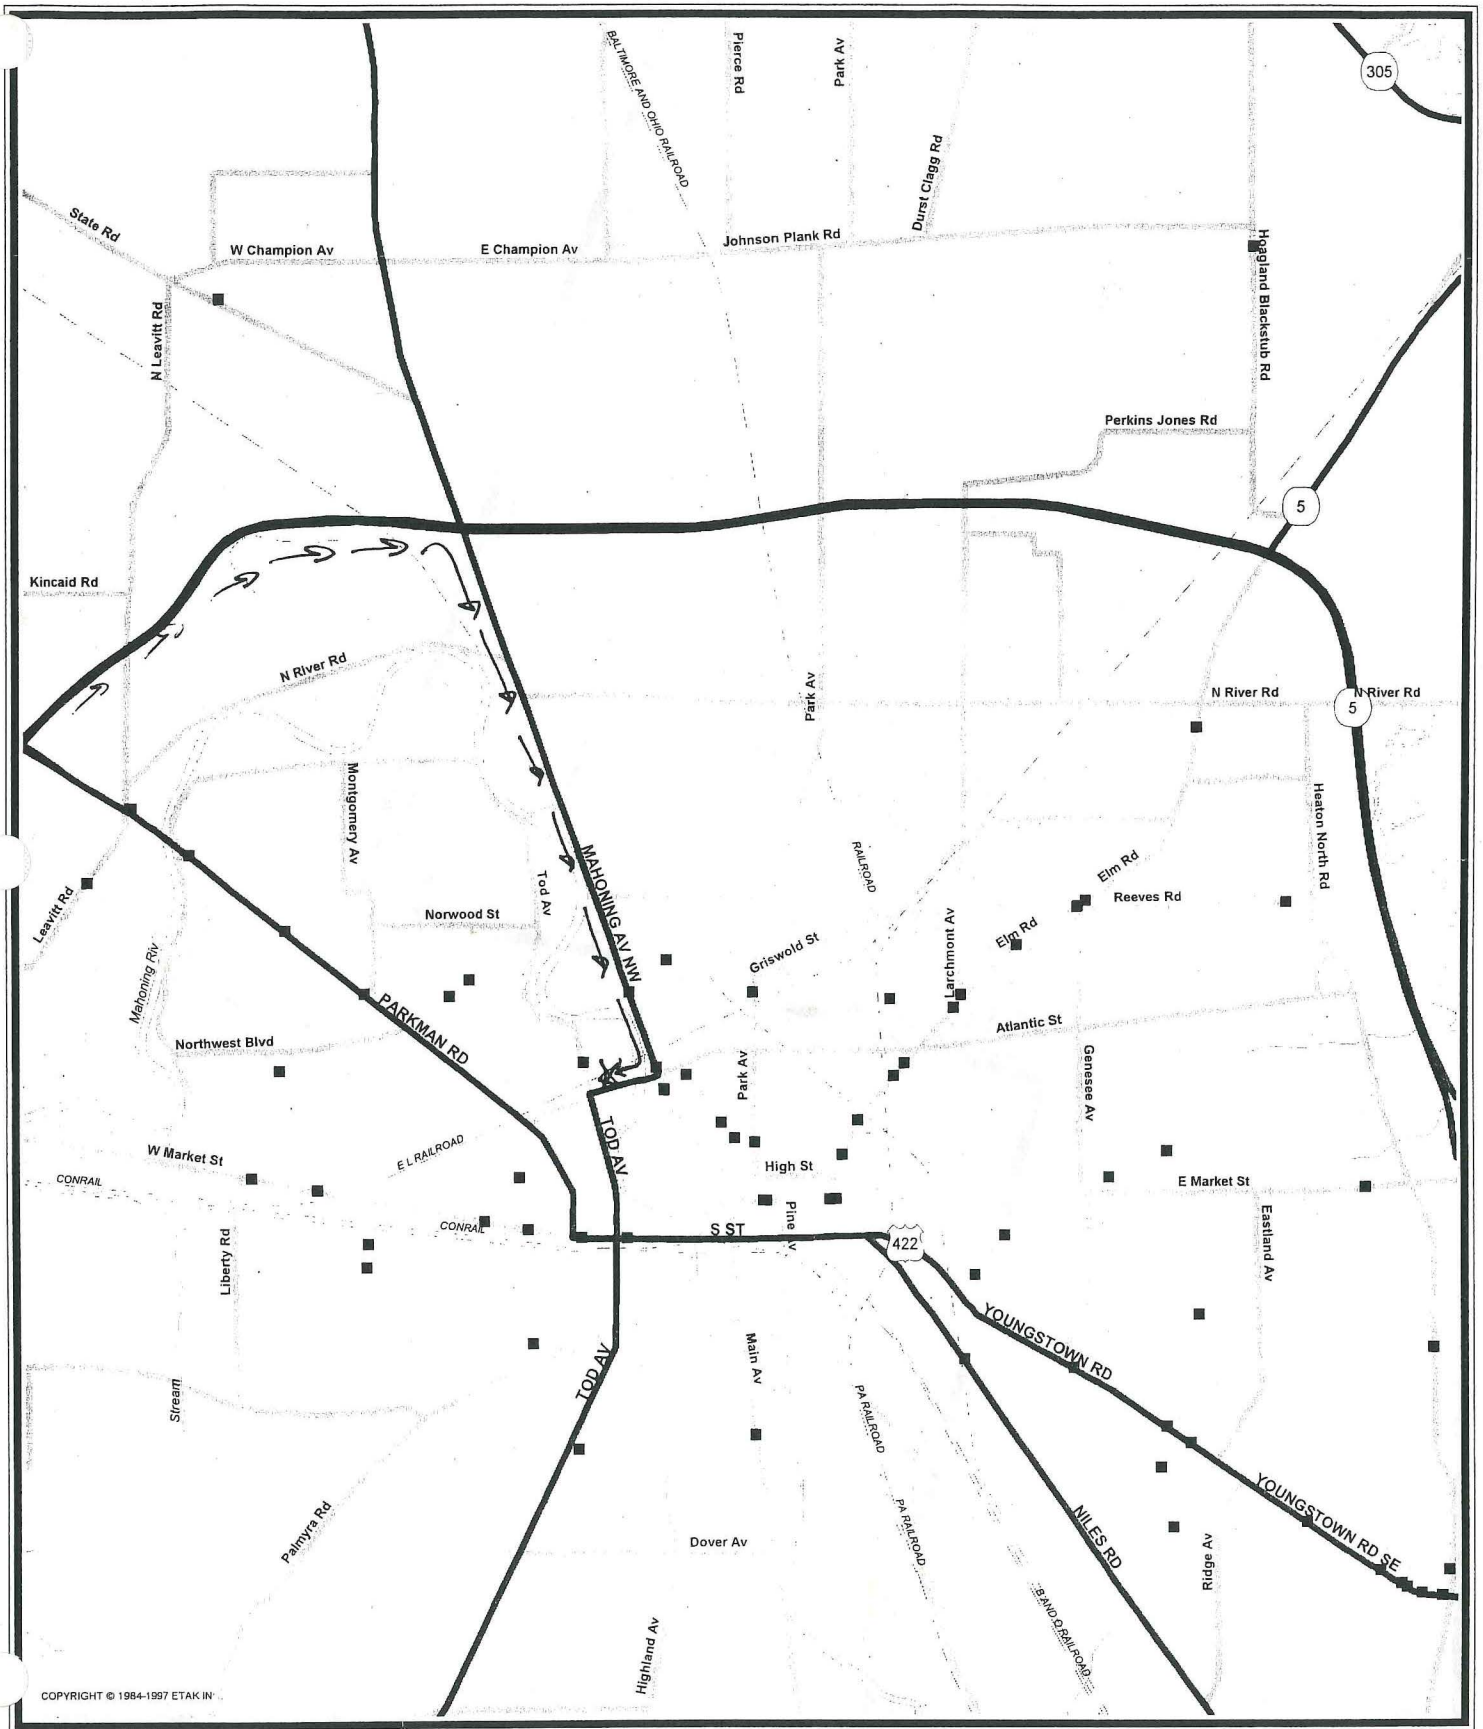 305
BALTIMORE AND OHIO RAILROAD
Pierce Rd
Park Av
Durst Clagg Rd
State Rd
W Champion Av
E Champion Av
Johnson Plank Rd
Hoagland Blackstub Rd
N Leavitt Rd
Perkins Jones Rd
5
Kincaid Rd
N River Rd
Park Av
N River Rd
N River Rd
5
Montgomery Av
Heaton North Rd
MAHONING AV NW
RAILROAD
Elm Rd
Tod Av
Reeves Rd
Leavitt Rd
Norwood St
Larchmont Av
Elm Rd
Griswold St
Mahoning Riv
PARKMAN RD
Atlantic St
Northwest Blvd
Park Av
Genesee Av
X
TOD AV
E L RAILROAD
W Market St
High St
CONRAIL
E Market St
CONRAIL
S ST
Pine Av
422
Liberty Rd
Eastland Av
YOUNGSTOWN RD
Main Av
TOD AV
Stream
PA RAILROAD
YOUNGSTOWN RD SE
Palmyra Rd
PA RAILROAD
NILES RD
Dover Av
Ridge Av
B AND O RAILROAD
Highland Av
COPYRIGHT © 1984-1997 ETAK IN